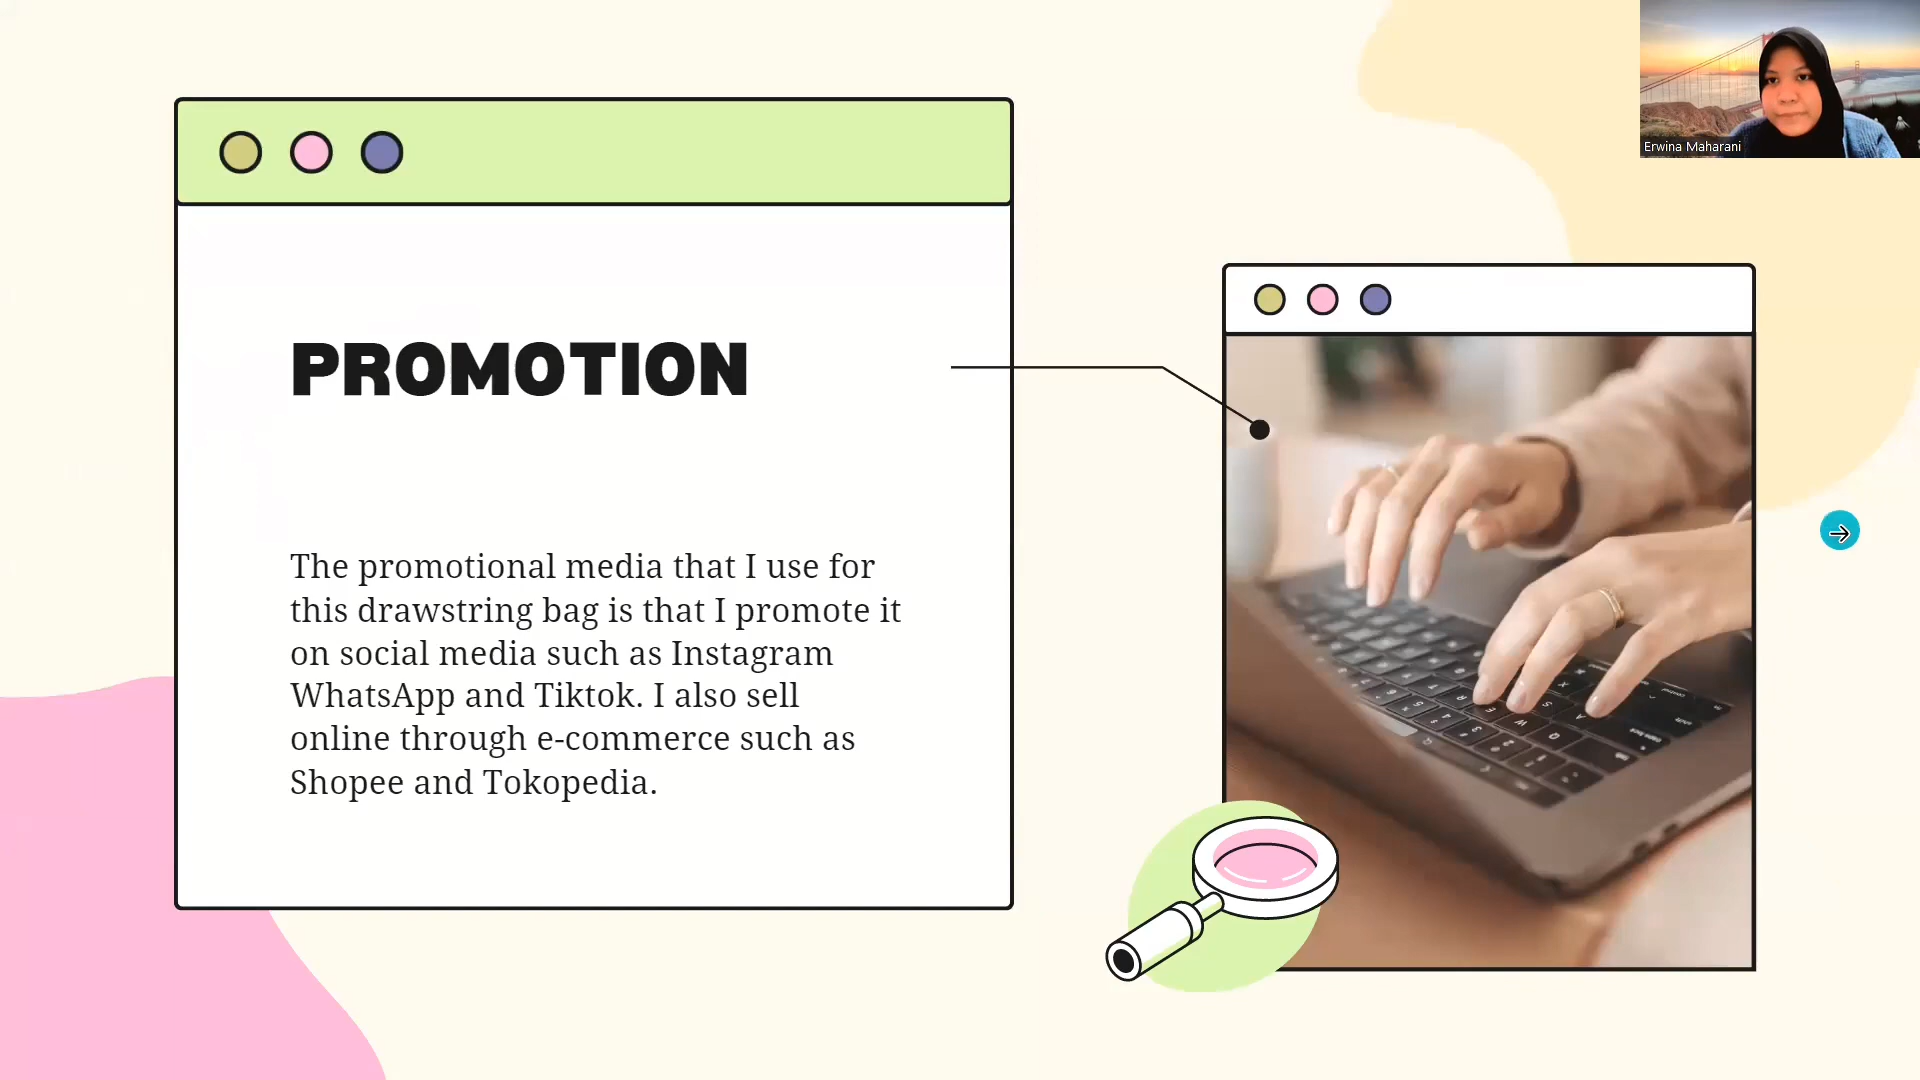 Erwina Maharani
PROMOTION
The promotional media that I use for
this drawstring bag is that I promote it
on social media such as Instagram
WhatsApp and Tiktok. I also sell
online through e-commerce such as
Shopee and Tokopedia.